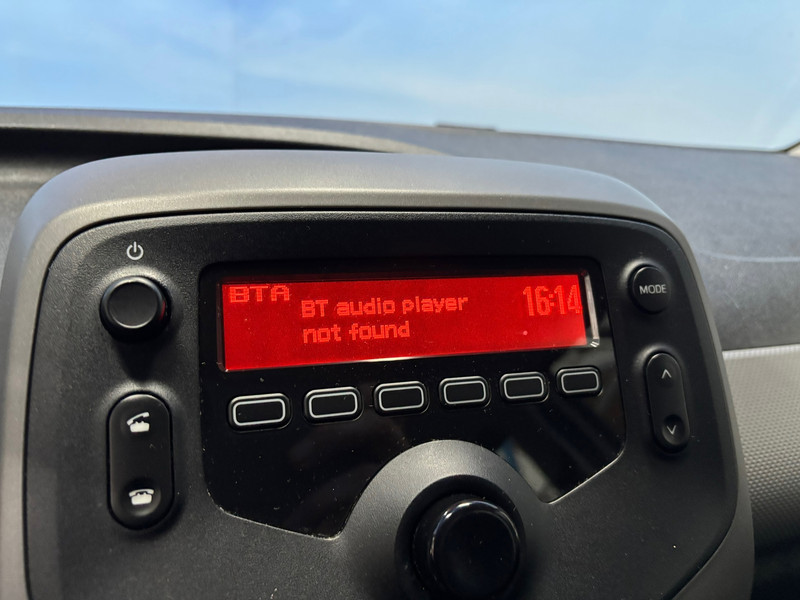 BTA
BT audio player
not found
16:14
MODE